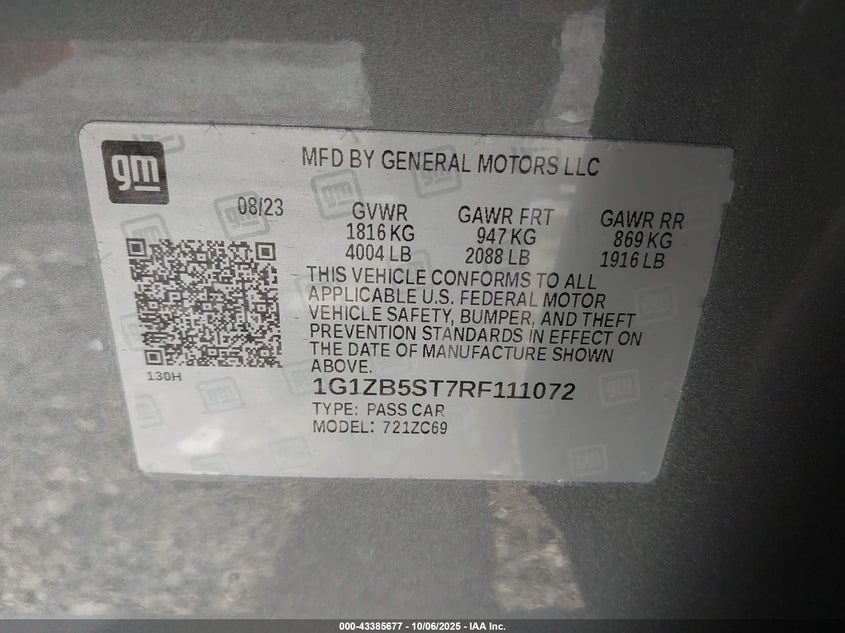 gm
MFD BY GENERAL MOTORS LLC
08/23
GVWR GAWR FRT GAWR RR
1816 KG 947 KG 869 KG
4004 LB 2088 LB 1916 LB
THIS VEHICLE CONFORMS TO ALL
APPLICABLE U.S. FEDERAL MOTOR
VEHICLE SAFETY, BUMPER, AND THEFT
PREVENTION STANDARDS IN EFFECT ON
THE DATE OF MANUFACTURE SHOWN
ABOVE.
130H
1G1ZB5ST7RF111072
TYPE: PASS CAR
MODEL: 721ZC69
000-43385677 - 10/06/2025 - IAA Inc.